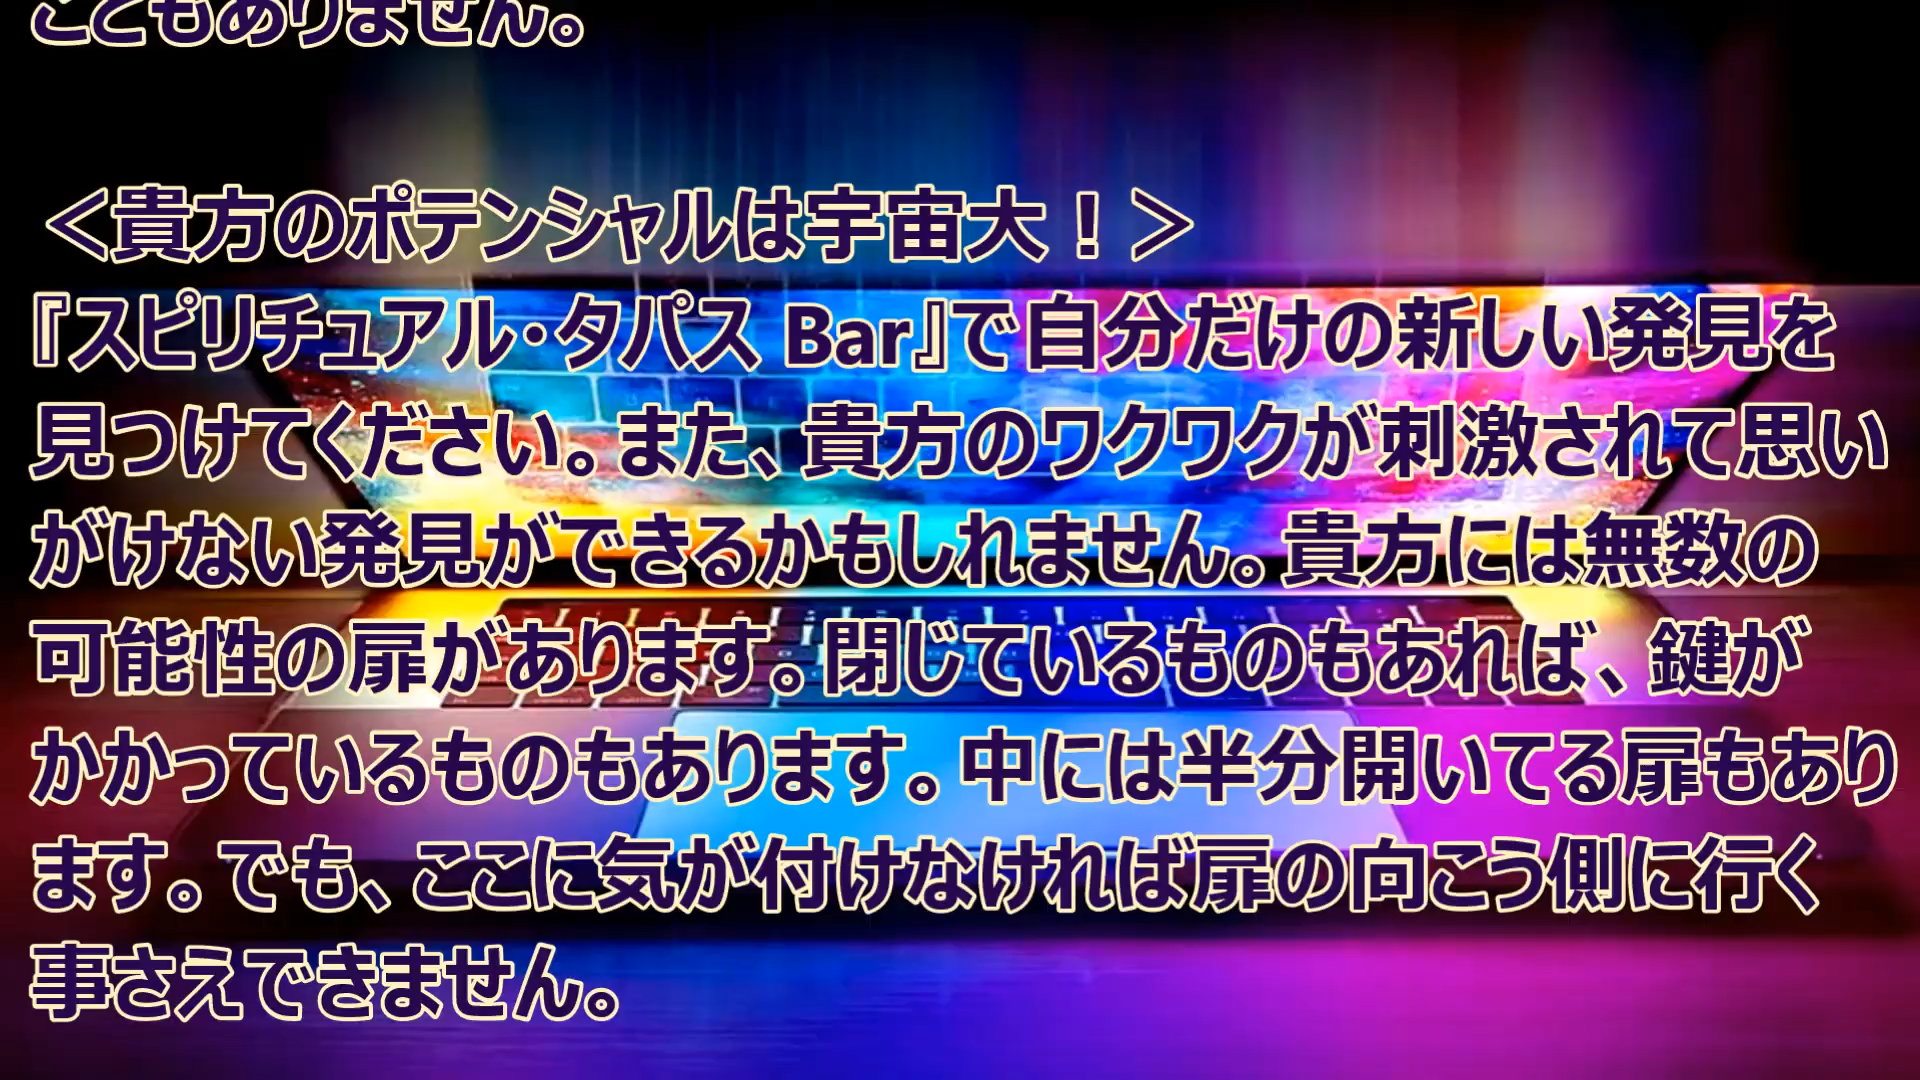 こともありません。
＜貴方のポテンシャルは宇宙大！＞
『スピリチュアル・タパス Bar』で自分だけの新しい発見を
見つけてください。また、貴方のワクワクが刺激されて思い
がけない発見ができるかもしれません。貴方には無数の
可能性の扉があります。閉じているものもあれば、鍵が
かかっているものもあります。中には半分開いてる扉もあり
ます。でも、ここに気が付けなければ扉の向こう側に行く
事さえできません。